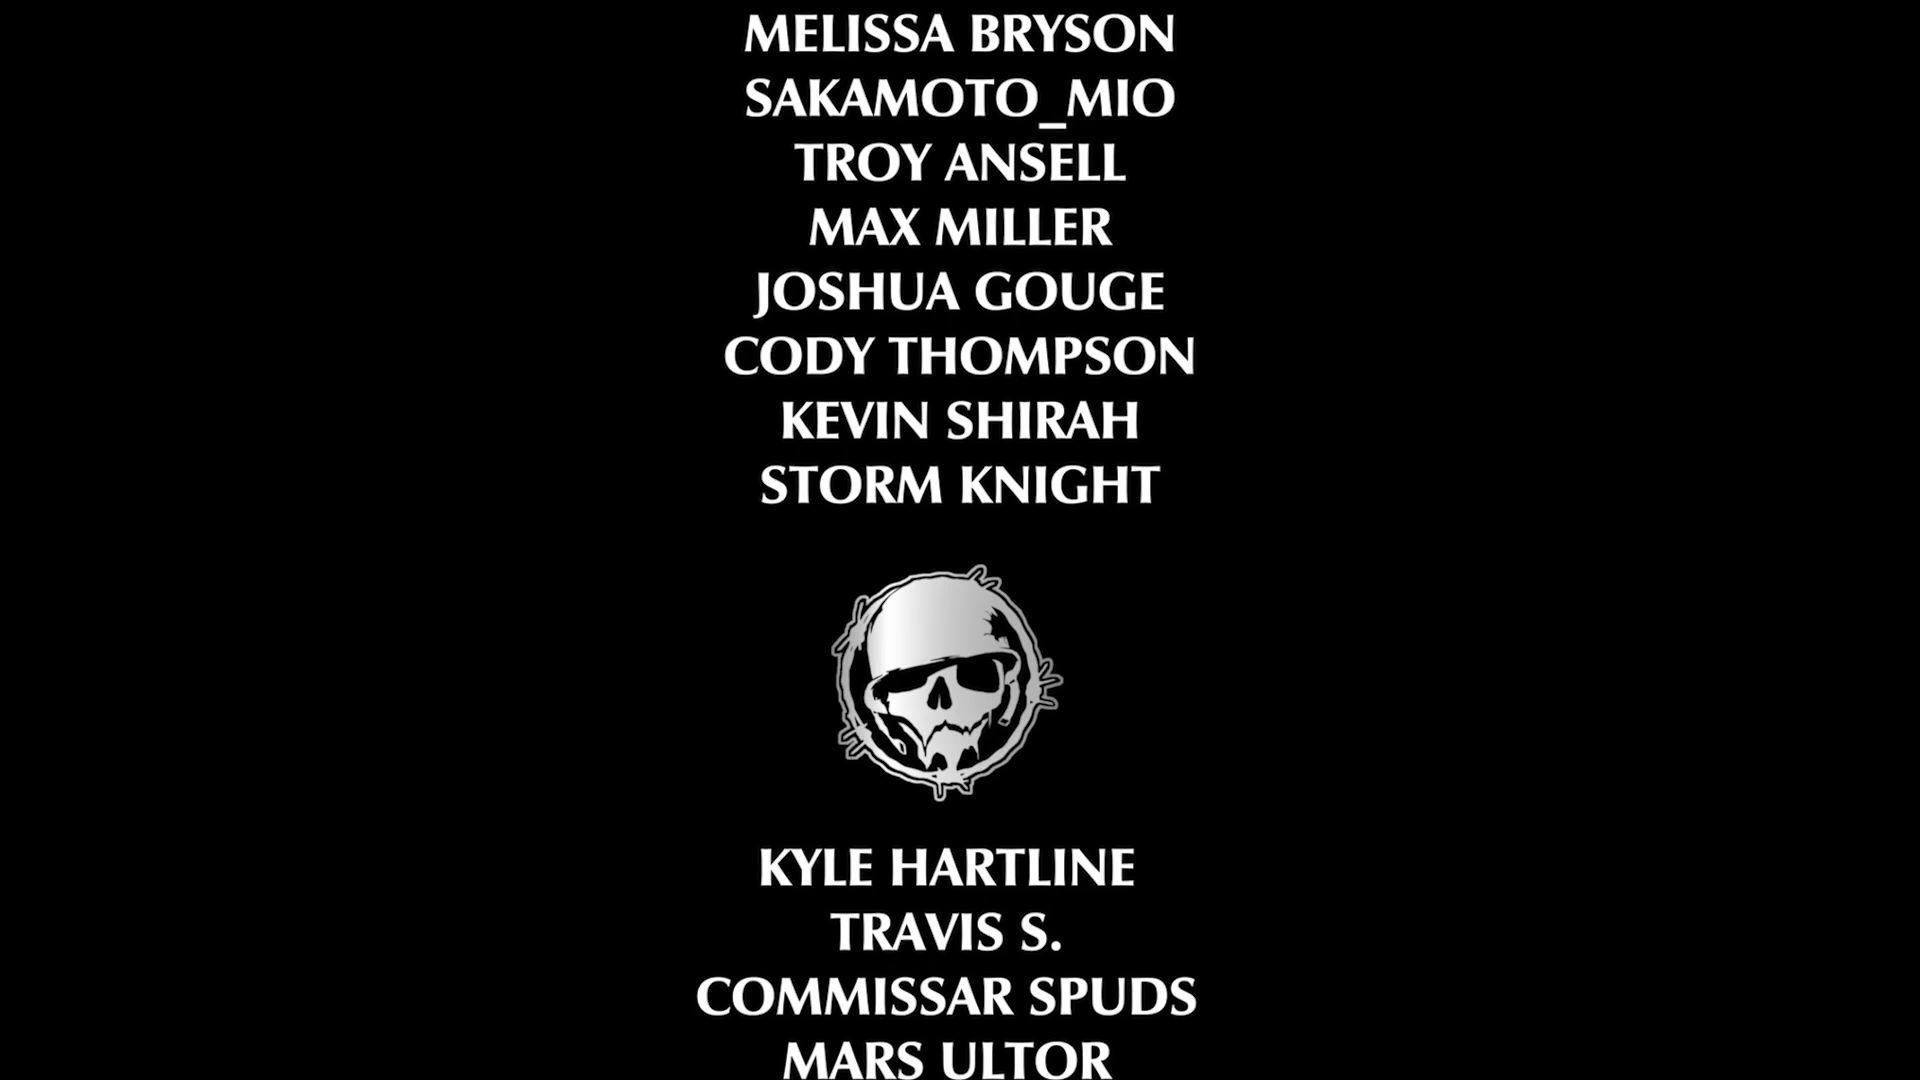 MELISSA BRYSON
SAKAMOTO_MIO
TROY ANSELL
MAX MILLER
JOSHUA GOUGE
CODY THOMPSON
KEVIN SHIRAH
STORM KNIGHT
KYLE HARTLINE
TRAVIS S.
COMMISSAR SPUDS
MARS ULTOR